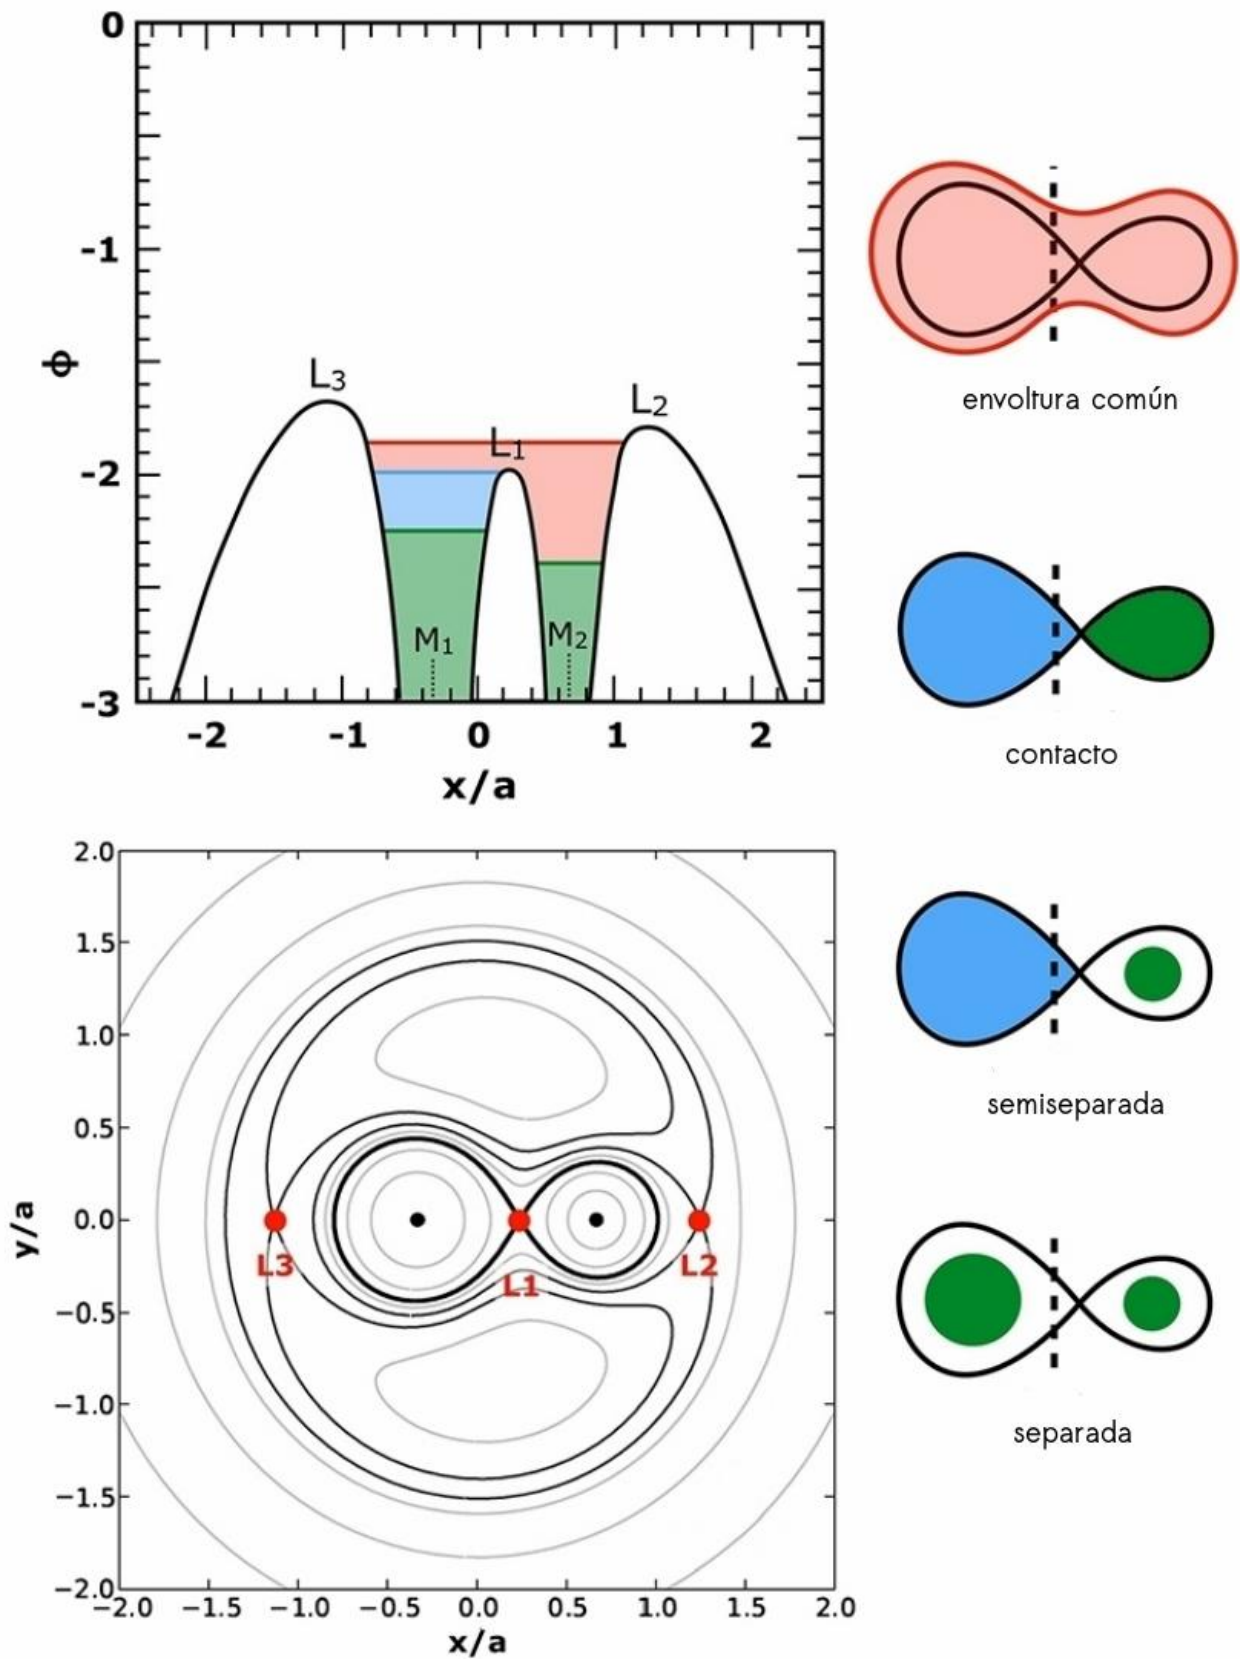 0
-1
-2
-3
ϕ
L3
L1
L2
M1
M2
-2 -1 0 1 2
x/a
envoltura común
contacto
2.0
1.5
1.0
0.5
0.0
−0.5
−1.0
−1.5
−2.0
y/a
L3
L1
L2
−2.0 −1.5 −1.0 −0.5 0.0 0.5 1.0 1.5 2.0
x/a
semiseparada
separada